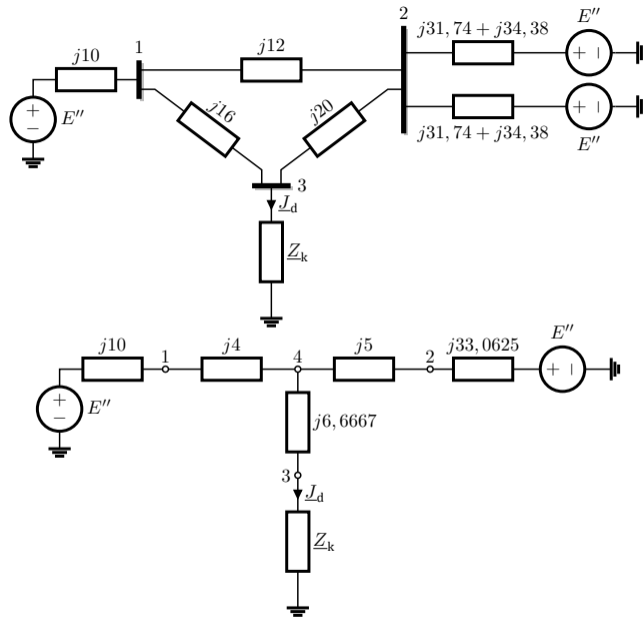 2
j31, 74 + j34, 38
E″
1
j12
j10
+ −
+
−
E″
j16
j20
+ −
j31, 74 + j34, 38
E″
3
J_d
Z_k
E″
j10
1
j4
4
j5
2
j33, 0625
+ −
+
−
E″
j6, 6667
3
J_d
Z_k